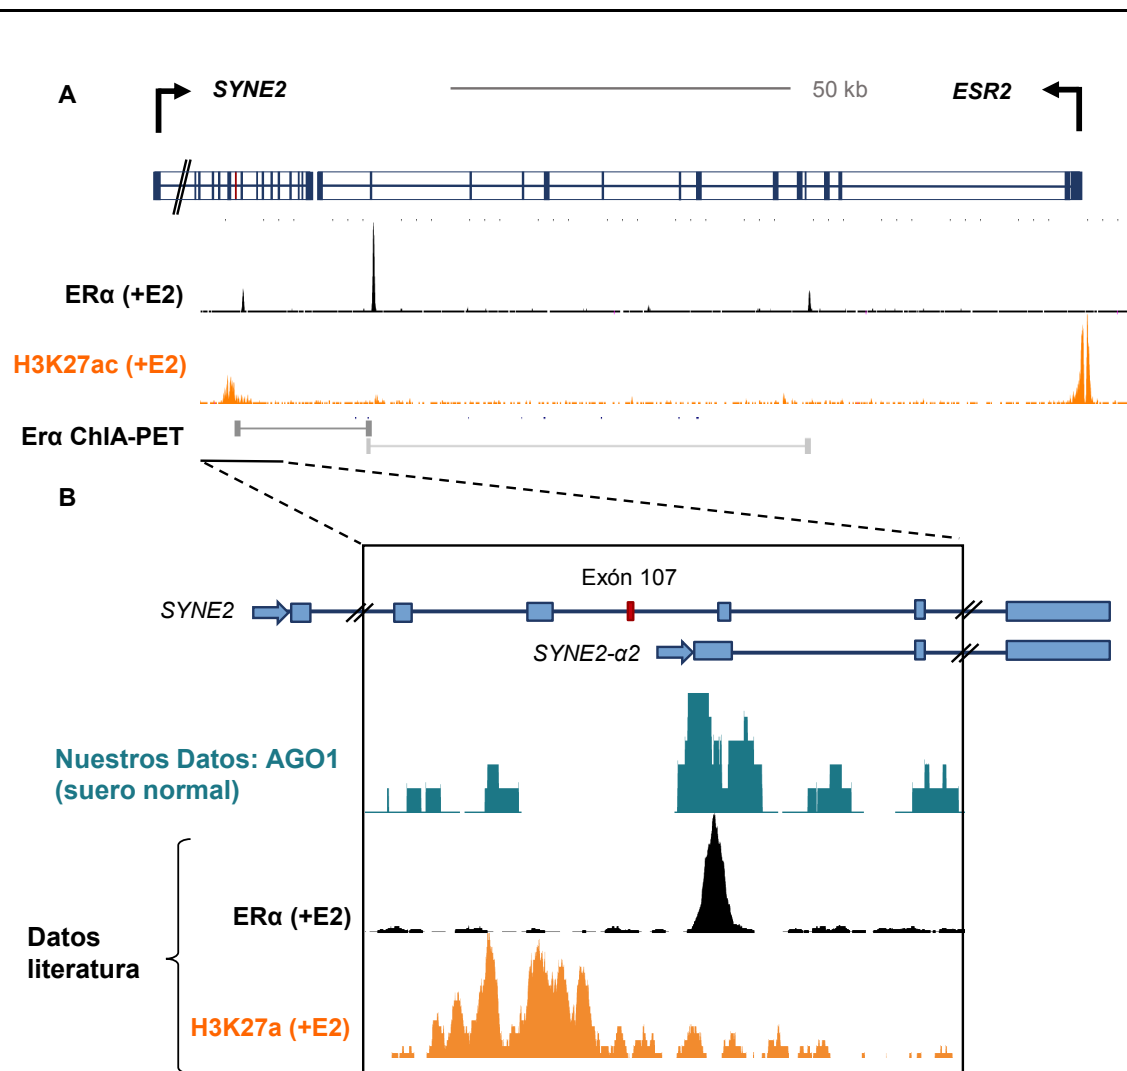 A
SYNE2
50 kb
ESR2
ERα (+E2)
H3K27ac (+E2)
Erα ChIA-PET
B
Exón 107
SYNE2
SYNE2-α2
Nuestros Datos: AGO1
(suero normal)
ERα (+E2)
Datos
literatura
H3K27a (+E2)